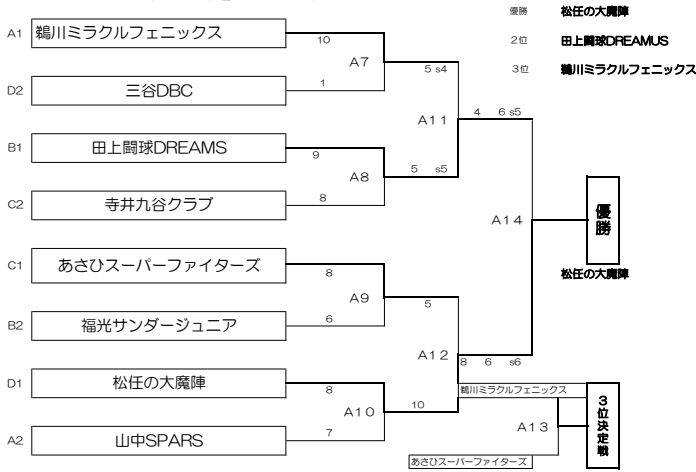 優勝 松任の大魔陣
2位 田上闘球DREAMUS
3位 鵜川ミラクルフェニックス
A1 鵜川ミラクルフェニックス
10
A7
D2 三谷DBC
1
5 s4
A11
4 6 s5
B1 田上闘球DREAMS
9
A8
5 s5
C2 寺井九谷クラブ
8
A14
優勝
松任の大魔陣
C1 あさひスーパーファイターズ
8
A9
5
B2 福光サンダージュニア
6
A12
8 6 s6
D1 松任の大魔陣
8
A10
10
鵜川ミラクルフェニックス
A13
3位決定戦
A2 山中SPARS
7
あさひスーパーファイターズ